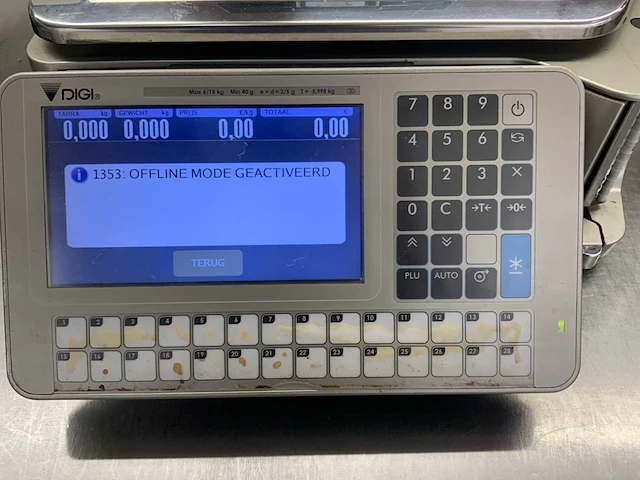 DIGI®
Max 6/15 kg Min 40 g e = d = 2/5 g T = -5,995 kg
TARRA kg GEWICHT kg PRIJS €/kg TOTAAL €
0,000 0,000 0,00 0,00
1353: OFFLINE MODE GEACTIVEERD
TERUG
7 8 9
4 5 6
1 2 3 X
0 C →T← →0←
PLU AUTO *
1 2 3 4 5 6 7 8 9 10 11 12 13 14
15 16 17 18 19 20 21 22 23 24 25 26 27 28